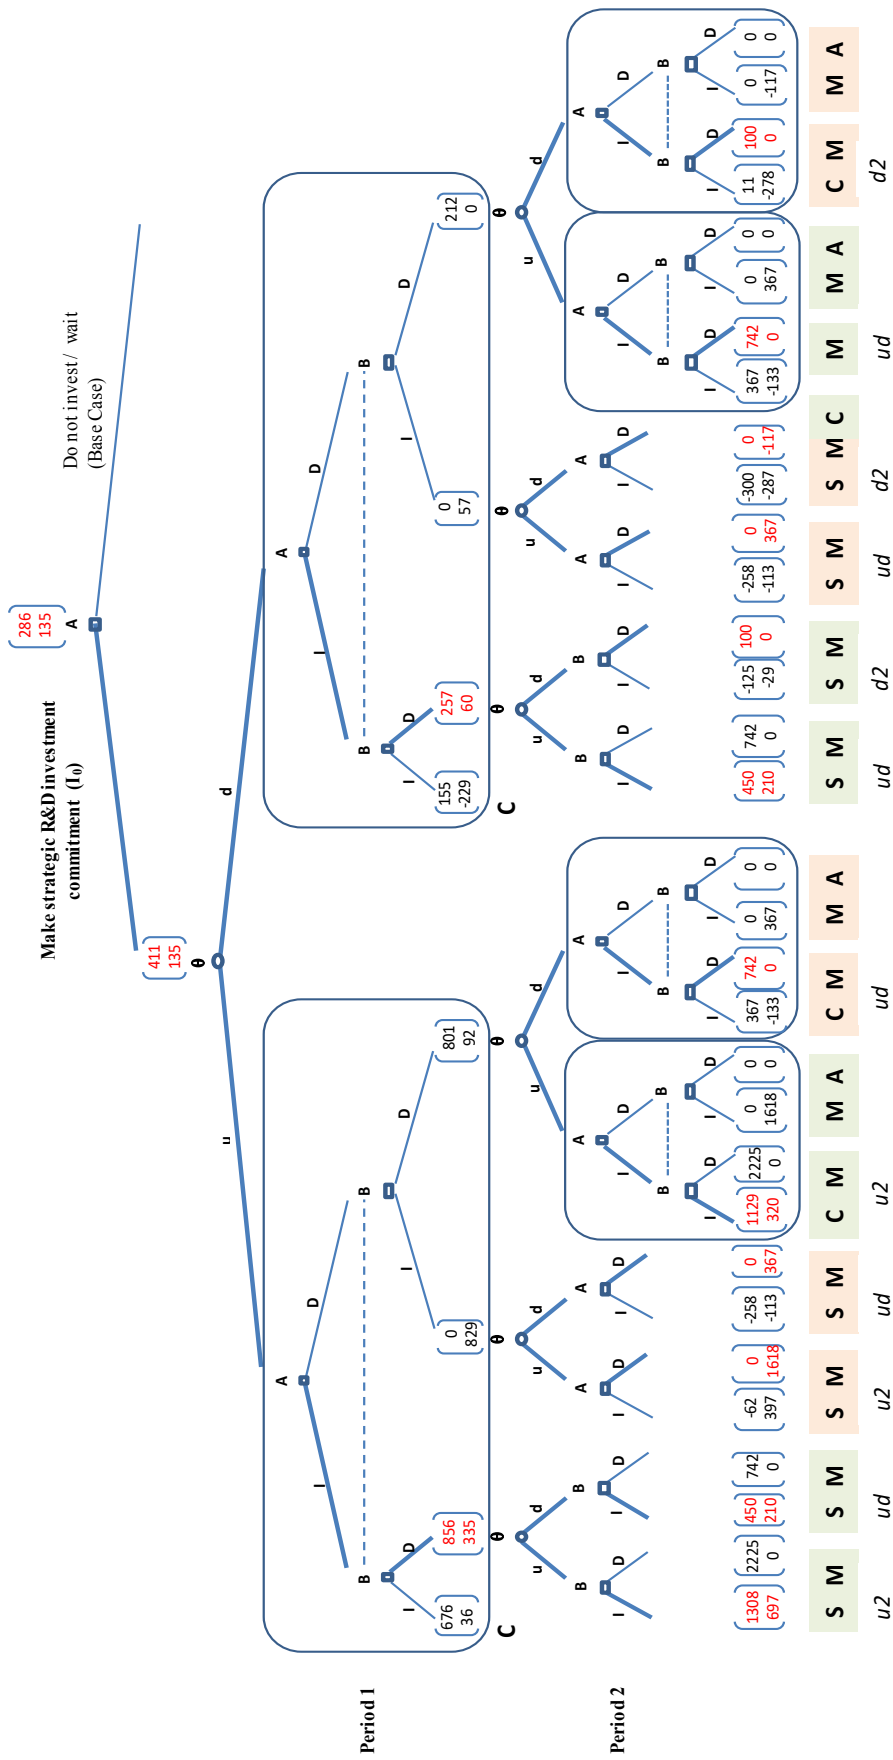 286
135
Make strategic R&D investment
commitment (I₀)
A
Do not invest / wait
(Base Case)
411
135
θ
u d
A A
I D I D
Period 1 B B B B
I D I D I D I D
676 856 0 801 155 257 0 212
36 335 829 92 -229 60 57 0
C θ θ θ C θ θ θ
u d u d u d u d u d u d
B B A A A A B B A A A A
I D I D I D I D
Period 2 I D I D I D I D B B B B I D I D I D I D B B B B
I D I D I D I D I D I D I D I D
1308 2225 450 742 -62 0 -258 0 1129 2225 0 0 367 742 0 0 450 742 -125 100 -258 0 -300 0 367 742 0 0 11 100 0 0
697 0 210 0 397 1618 -113 367 320 0 1618 0 -133 0 367 0 210 0 -29 0 -113 367 -287 -117 -133 0 367 0 -278 0 -117 0
S M S M S M S M C M M A C M M A S M S M S M S M C M M A C M M A
u2 ud u2 ud u2 ud ud d2 ud d2 ud d2